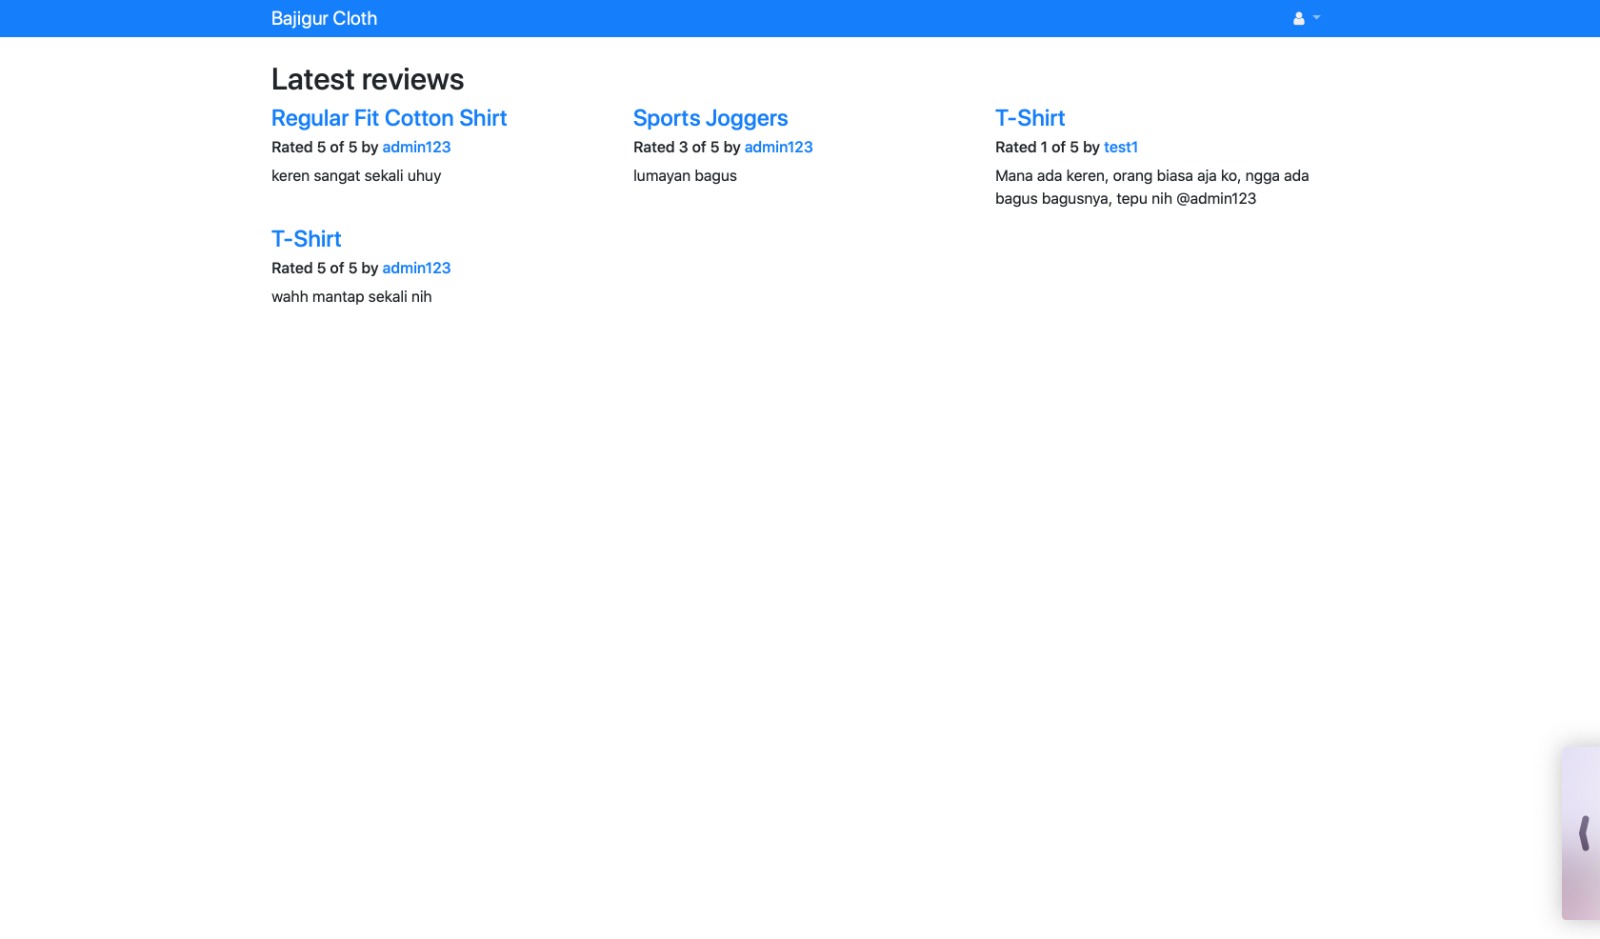 Bajigur Cloth
Latest reviews
Regular Fit Cotton Shirt
Rated 5 of 5 by admin123
keren sangat sekali uhuy
Sports Joggers
Rated 3 of 5 by admin123
lumayan bagus
T-Shirt
Rated 1 of 5 by test1
Mana ada keren, orang biasa aja ko, ngga ada
bagus bagusnya, tepu nih @admin123
T-Shirt
Rated 5 of 5 by admin123
wahh mantap sekali nih